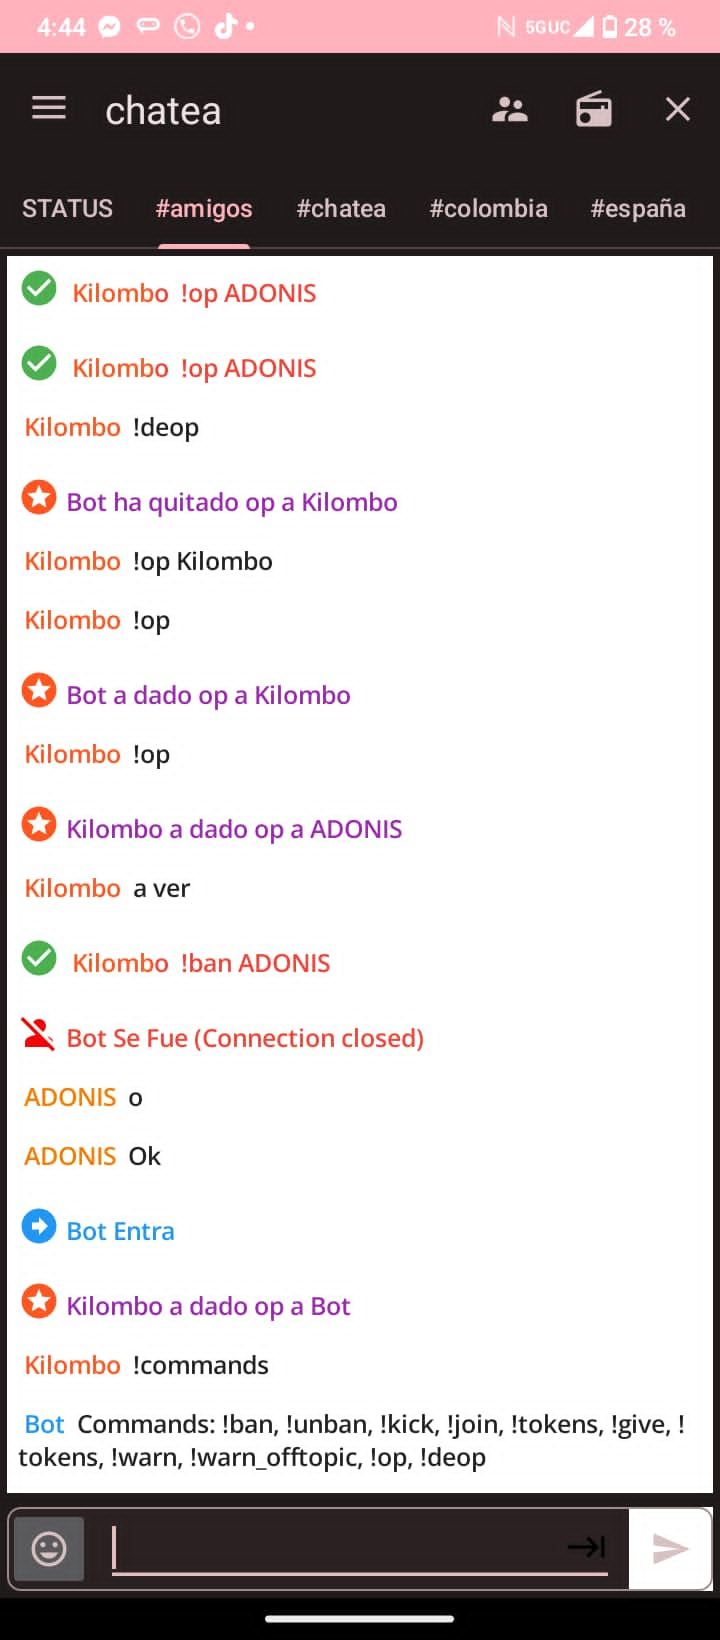 4:44 5GUC 28 %
chatea
STATUS #amigos #chatea #colombia #españa
Kilombo !op ADONIS
Kilombo !op ADONIS
Kilombo !deop
Bot ha quitado op a Kilombo
Kilombo !op Kilombo
Kilombo !op
Bot a dado op a Kilombo
Kilombo !op
Kilombo a dado op a ADONIS
Kilombo a ver
Kilombo !ban ADONIS
Bot Se Fue (Connection closed)
ADONIS o
ADONIS Ok
Bot Entra
Kilombo a dado op a Bot
Kilombo !commands
Bot Commands: !ban, !unban, !kick, !join, !tokens, !give, !
tokens, !warn, !warn_offtopic, !op, !deop